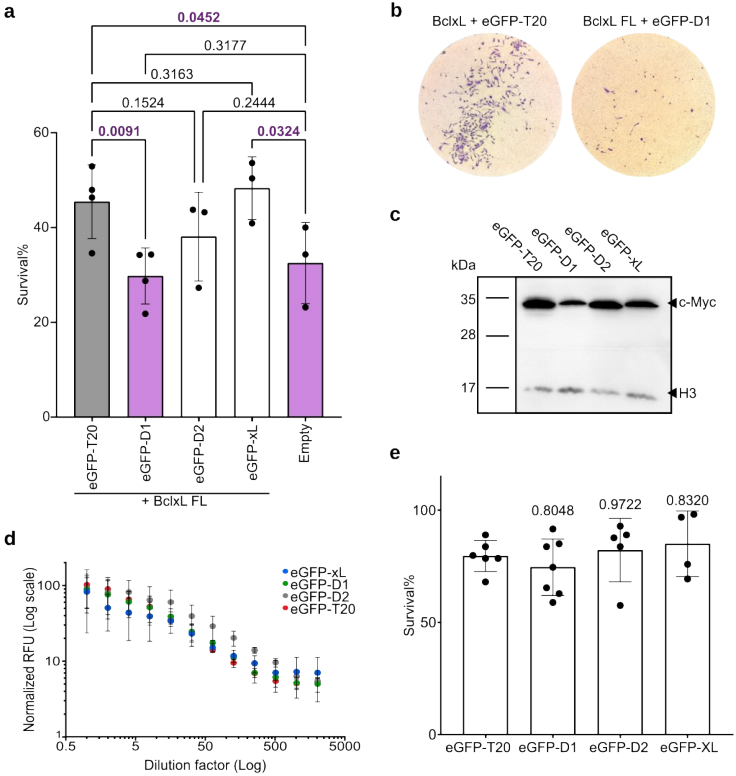 a
0.0452
0.3177
0.3163
0.1524
0.2444
0.0091
0.0324
60
40
20
0
Survival%
eGFP-T20
eGFP-D1
eGFP-D2
eGFP-xL
Empty
+ BclxL FL
b
BclxL + eGFP-T20
BclxL FL + eGFP-D1
c
eGFP-T20
eGFP-D1
eGFP-D2
eGFP-xL
kDa
35
28
17
c-Myc
H3
d
eGFP-xL
eGFP-D1
eGFP-D2
eGFP-T20
Normalized RFU (Log scale)
100
10
1
0.5
5
50
500
5000
Dilution factor (Log)
e
0.8048
0.9722
0.8320
100
50
0
Survival%
eGFP-T20
eGFP-D1
eGFP-D2
eGFP-XL